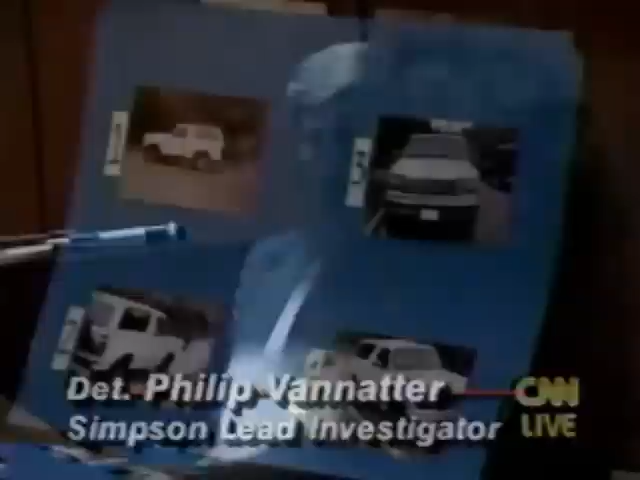 Det. Philip Vannatter CNN
Simpson Lead Investigator LIVE